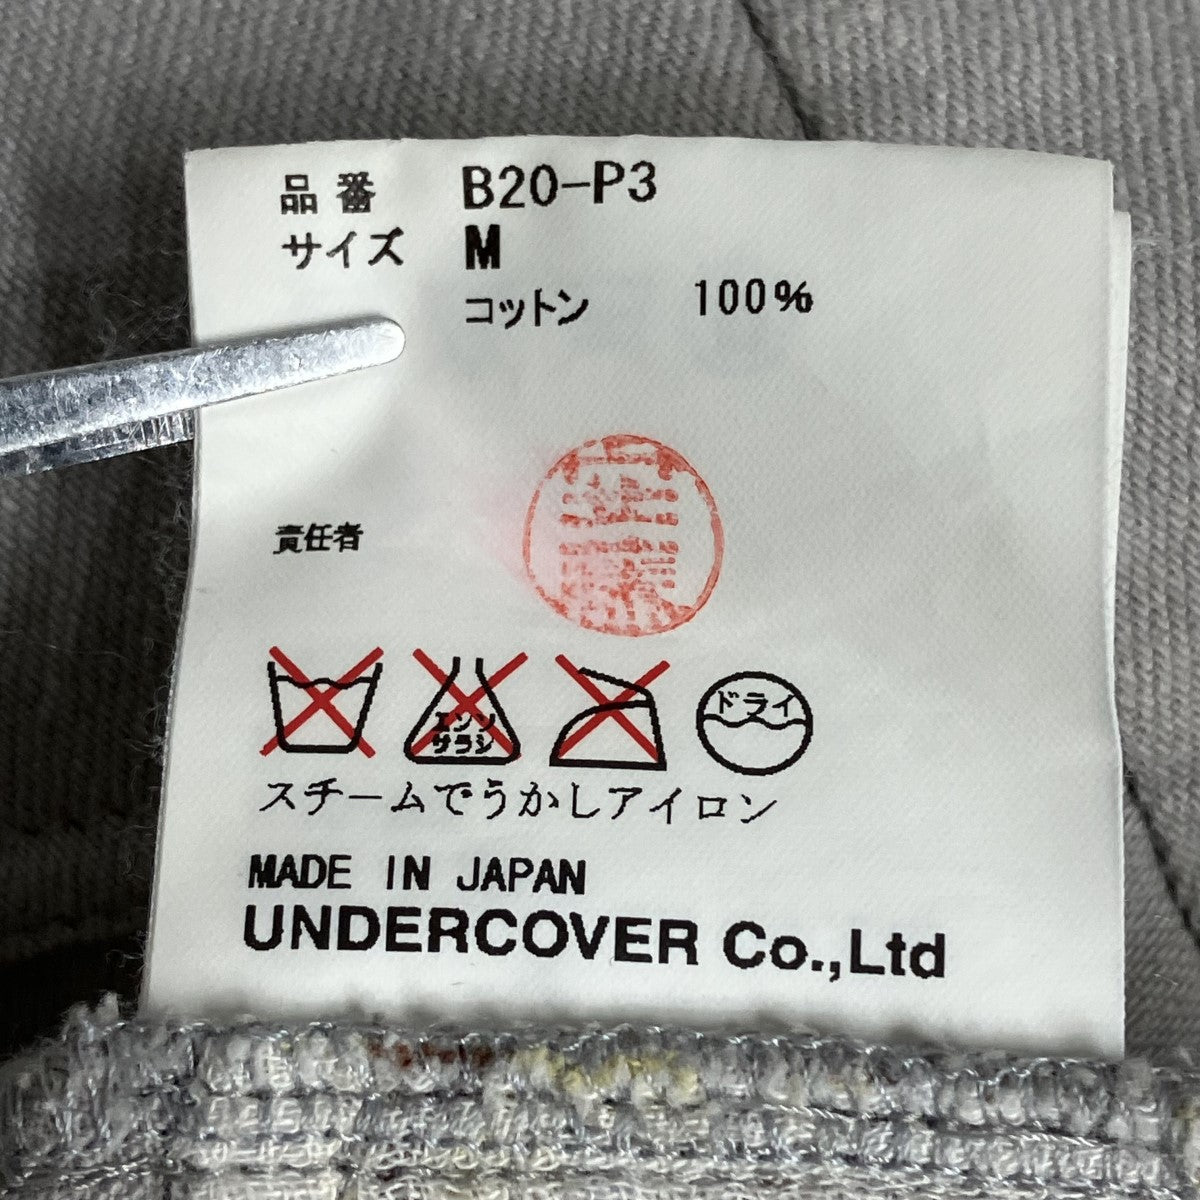 品番 B20-P3
サイズ M
コットン 100%
責任者
エンソ
サラシ
ドライ
スチームでうかしアイロン
MADE IN JAPAN
UNDERCOVER Co.,Ltd